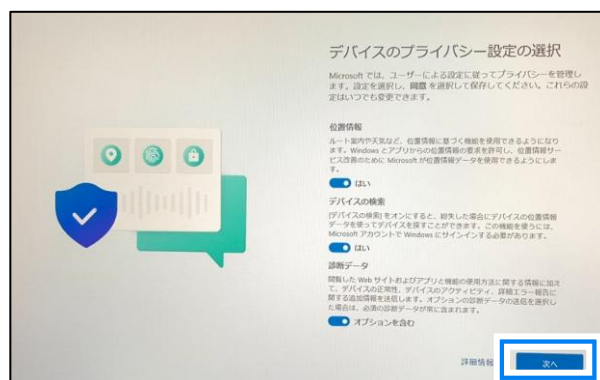 デバイスのプライバシー設定の選択
Microsoft では、ユーザーによる設定に従ってプライバシーを管理し
ます。設定を選択し、同意 を選択して保存してください。これらの設
定はいつでも変更できます。
位置情報
ルート案内や天気など、位置情報に基づく機能を使用できるようになり
ます。Windows とアプリからの位置情報の要求を許可し、位置情報サー
ビス改善のために Microsoft が位置情報データを使用できるようにしま
す。
はい
デバイスの検索
[デバイスの検索] をオンにすると、紛失した場合にデバイスの位置情報
データを使ってデバイスを探すことができます。この機能を使うには、
Microsoft アカウントで Windows にサインインする必要があります。
はい
診断データ
閲覧した Web サイトおよびアプリと機能の使用方法に関する情報に加え
て、デバイスの正常性、デバイスのアクティビティ、詳細エラー報告に
関する追加情報を送信します。オプションの診断データの送信を選択し
た場合は、必須の診断データが常に含まれます。
オプションを含む
詳細情報
次へ